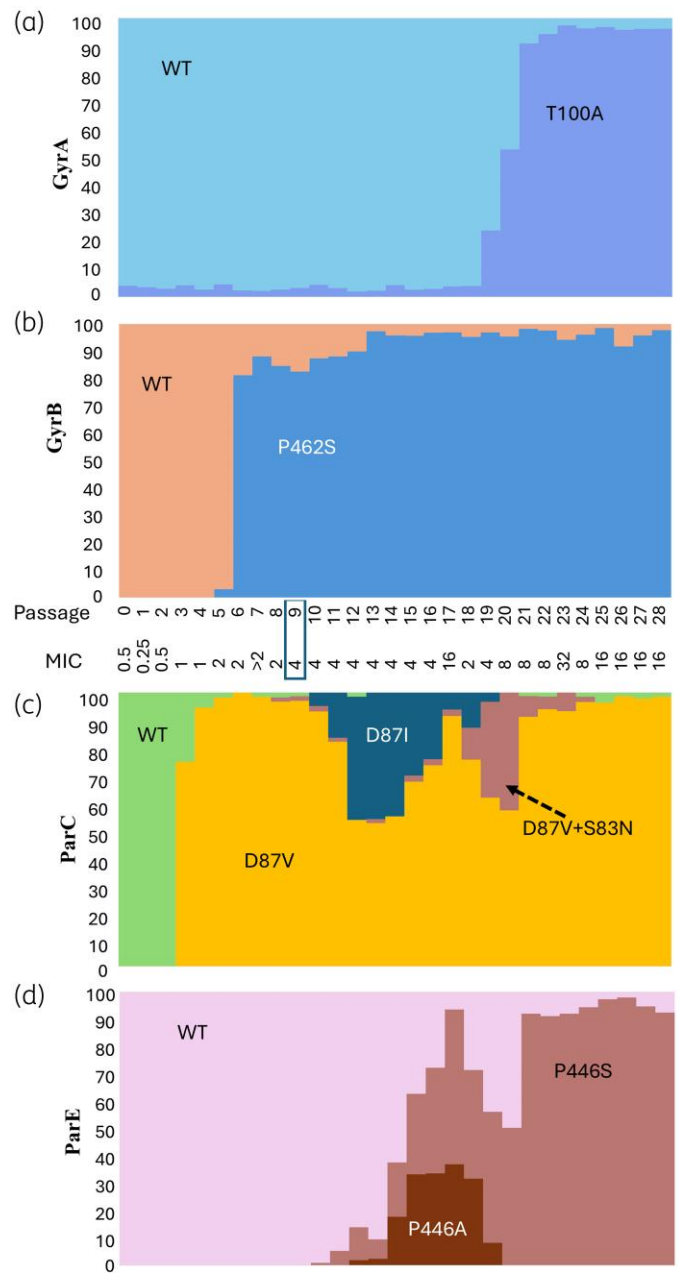 (a)
100
90
80
70
60
50
40
30
20
10
0
GyrA
WT
T100A
(b)
100
90
80
70
60
50
40
30
20
10
0
GyrB
WT
P462S
Passage 0 1 2 3 4 5 6 7 8 9 10 11 12 13 14 15 16 17 18 19 20 21 22 23 24 25 26 27 28
MIC 0.5 0.25 0.5 1 1 2 2 >2 2 4 4 4 4 4 4 4 4 16 2 4 8 8 8 32 8 16 16 16 16
(c)
100
90
80
70
60
50
40
30
20
10
0
ParC
WT
D87I
D87V+S83N
D87V
(d)
100
90
80
70
60
50
40
30
20
10
0
ParE
WT
P446S
P446A